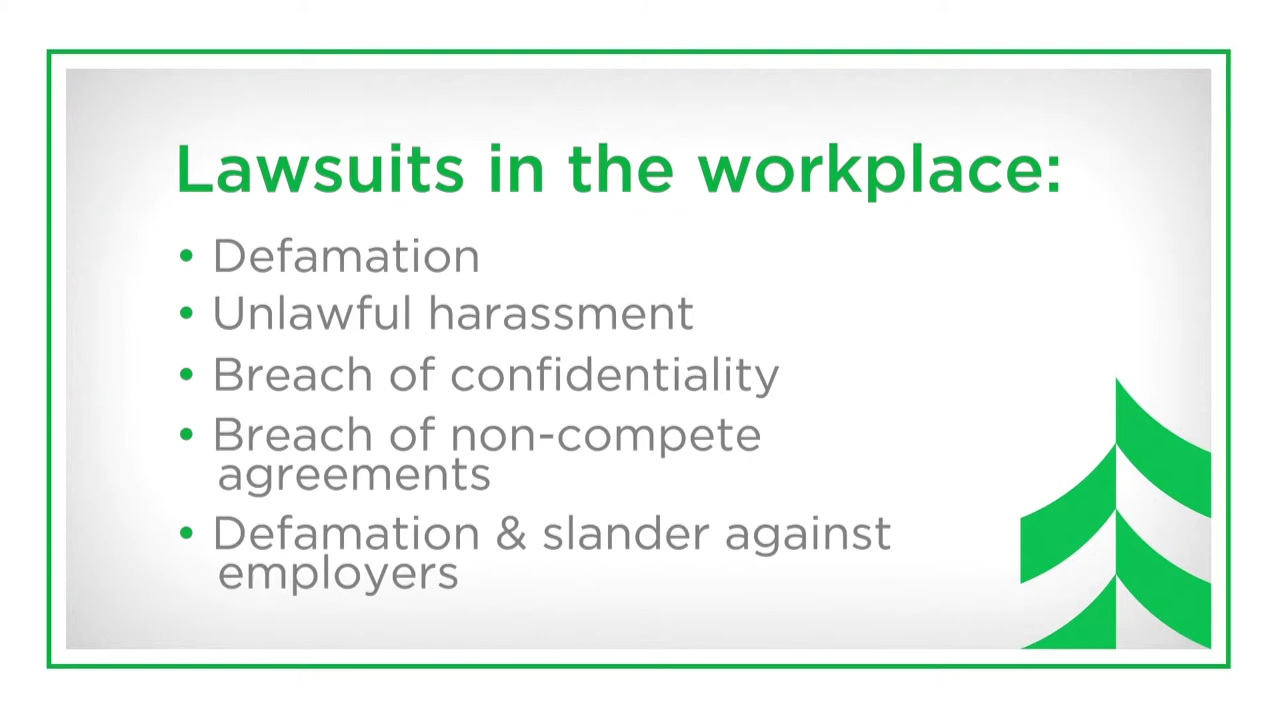 Lawsuits in the workplace:
• Defamation
• Unlawful harassment
• Breach of confidentiality
• Breach of non-compete
agreements
• Defamation & slander against
employers